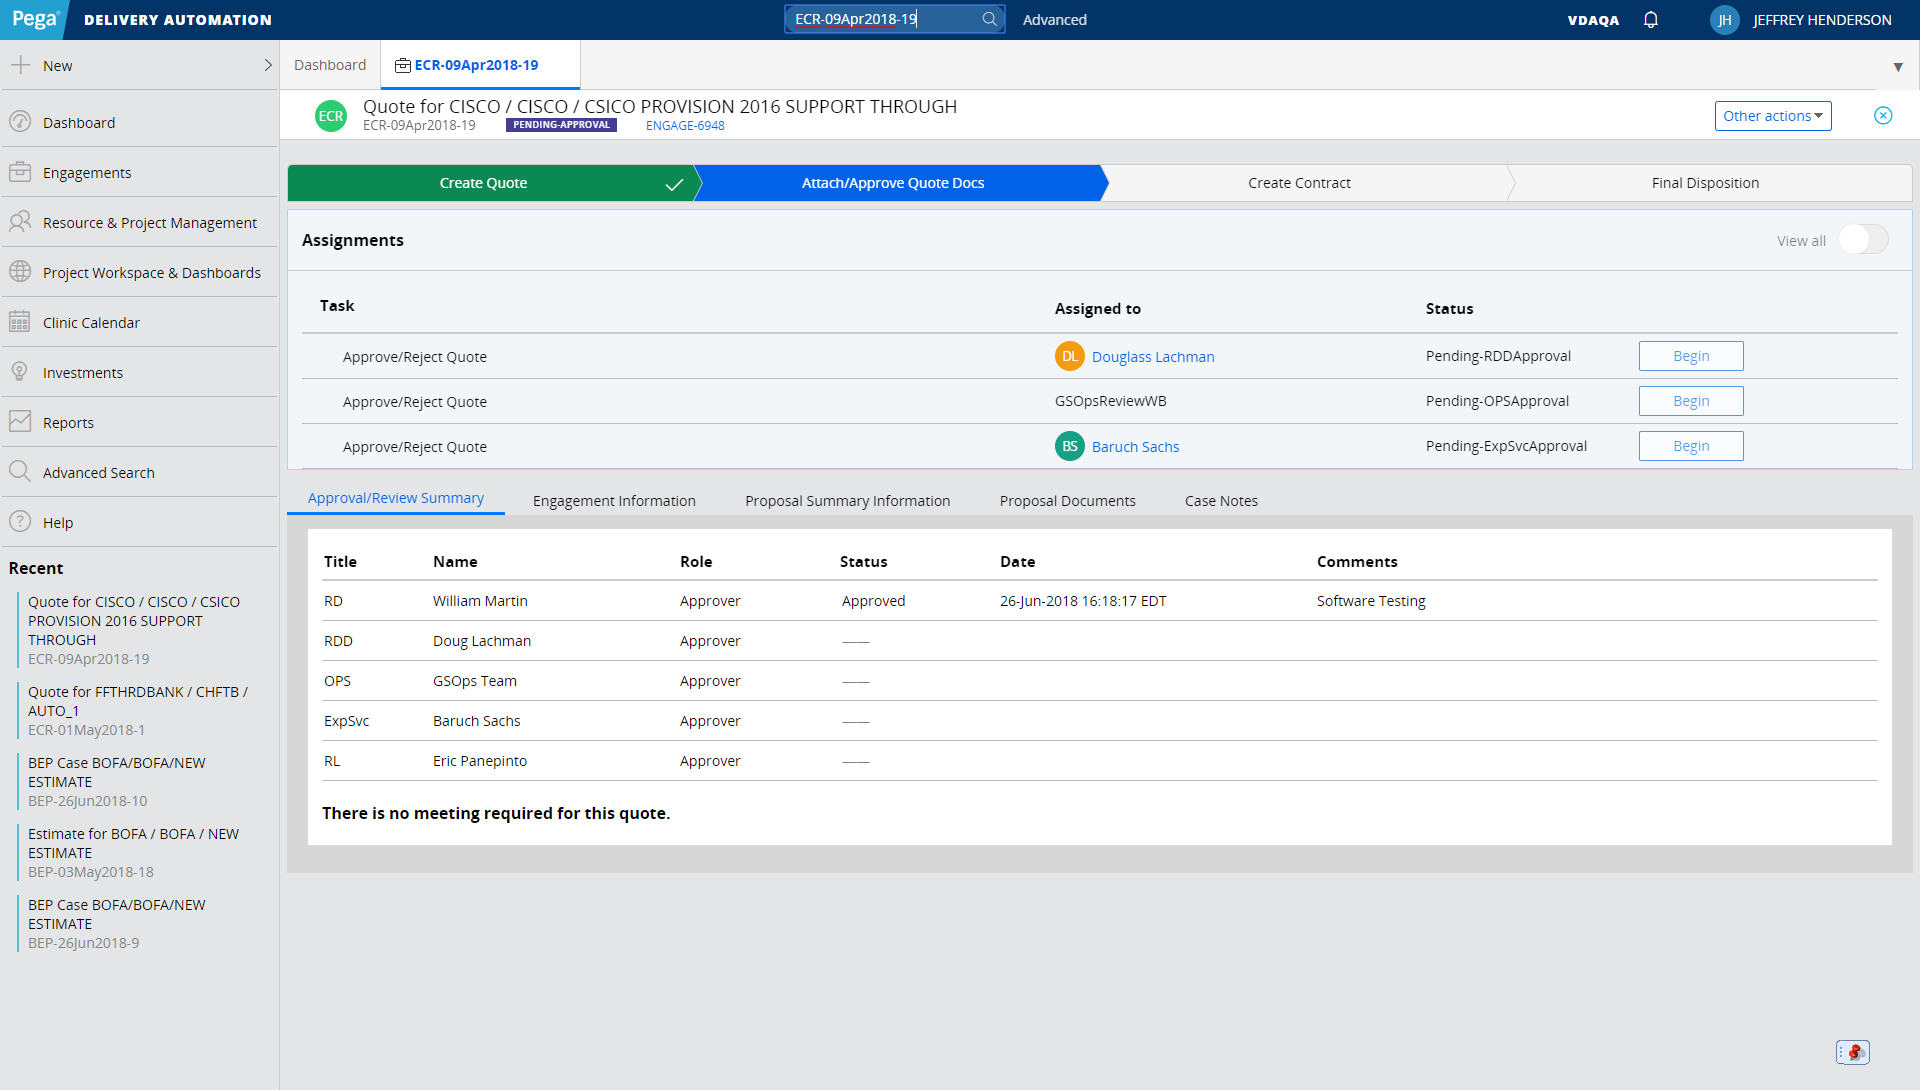 Pega DELIVERY AUTOMATION
ECR-09Apr2018-19
Advanced
VDAQA
JH JEFFREY HENDERSON
New
Dashboard
Engagements
Resource & Project Management
Project Workspace & Dashboards
Clinic Calendar
Investments
Reports
Advanced Search
Help
Recent
Quote for CISCO / CISCO / CSICO
PROVISION 2016 SUPPORT
THROUGH
ECR-09Apr2018-19
Quote for FFTHRDBANK / CHFTB /
AUTO_1
ECR-01May2018-1
BEP Case BOFA/BOFA/NEW
ESTIMATE
BEP-26Jun2018-10
Estimate for BOFA / BOFA / NEW
ESTIMATE
BEP-03May2018-18
BEP Case BOFA/BOFA/NEW
ESTIMATE
BEP-26Jun2018-9
Dashboard ECR-09Apr2018-19
ECR Quote for CISCO / CISCO / CSICO PROVISION 2016 SUPPORT THROUGH
ECR-09Apr2018-19 PENDING-APPROVAL ENGAGE-6948
Other actions
Create Quote Attach/Approve Quote Docs Create Contract Final Disposition
Assignments View all
Task Assigned to Status
Approve/Reject Quote DL Douglass Lachman Pending-RDDApproval Begin
Approve/Reject Quote GSOpsReviewWB Pending-OPSApproval Begin
Approve/Reject Quote BS Baruch Sachs Pending-ExpSvcApproval Begin
Approval/Review Summary Engagement Information Proposal Summary Information Proposal Documents Case Notes
Title Name Role Status Date Comments
RD William Martin Approver Approved 26-Jun-2018 16:18:17 EDT Software Testing
RDD Doug Lachman Approver ——
OPS GSOps Team Approver ——
ExpSvc Baruch Sachs Approver ——
RL Eric Panepinto Approver ——
There is no meeting required for this quote.